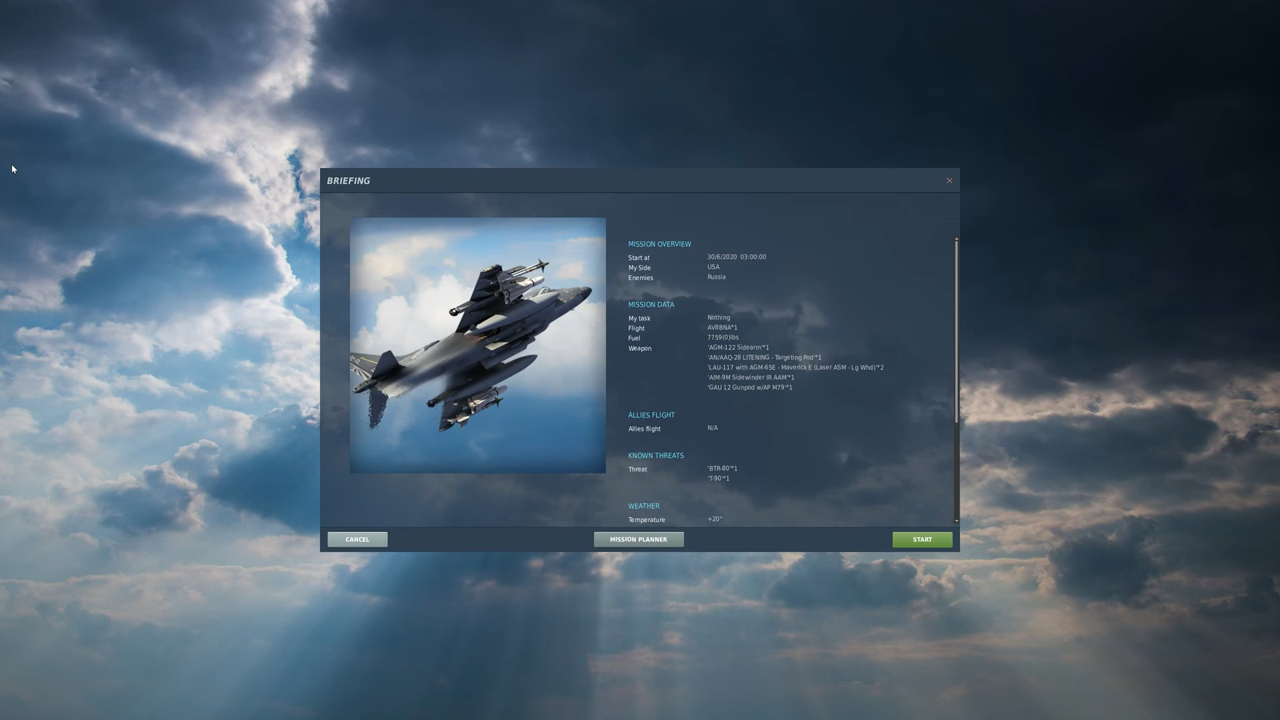 BRIEFING
MISSION OVERVIEW
Start at 30/6/2020 03:00:00
My Side USA
Enemies Russia
MISSION DATA
My task Nothing
Flight AV8BNA*1
Fuel 7759(0)lbs
Weapon 'AGM-122 Sidearm'*1
'AN/AAQ-28 LITENING - Targeting Pod'*1
'LAU-117 with AGM-65E - Maverick E (Laser ASM - Lg Whd)'*2
'AIM-9M Sidewinder IR AAM'*1
'GAU 12 Gunpod w/AP M79'*1
ALLIES FLIGHT
Allies flight N/A
KNOWN THREATS
Threat 'BTR-80'*1
'T-90'*1
WEATHER
Temperature +20°
CANCEL MISSION PLANNER START